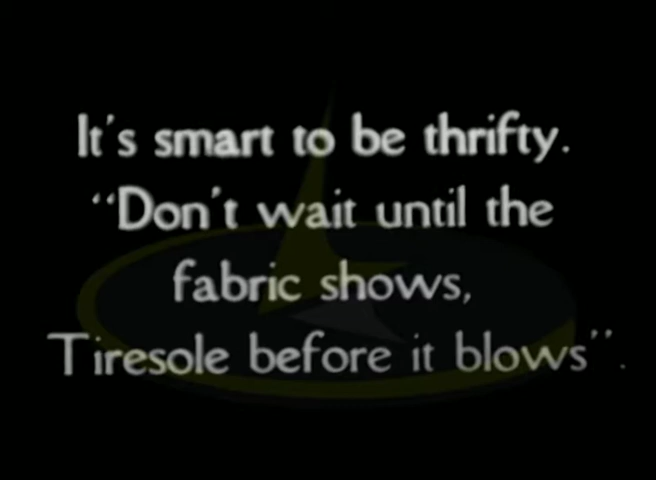 It's smart to be thrifty.
"Don't wait until the
fabric shows,
Tiresole before it blows".